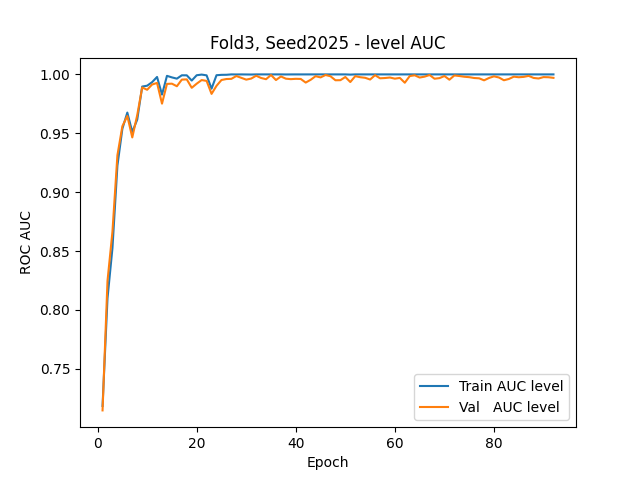 Fold3, Seed2025 - level AUC
1.00
0.95
0.90
0.85
0.80
0.75
ROC AUC
0
20
40
60
80
Epoch
Train AUC level
Val   AUC level